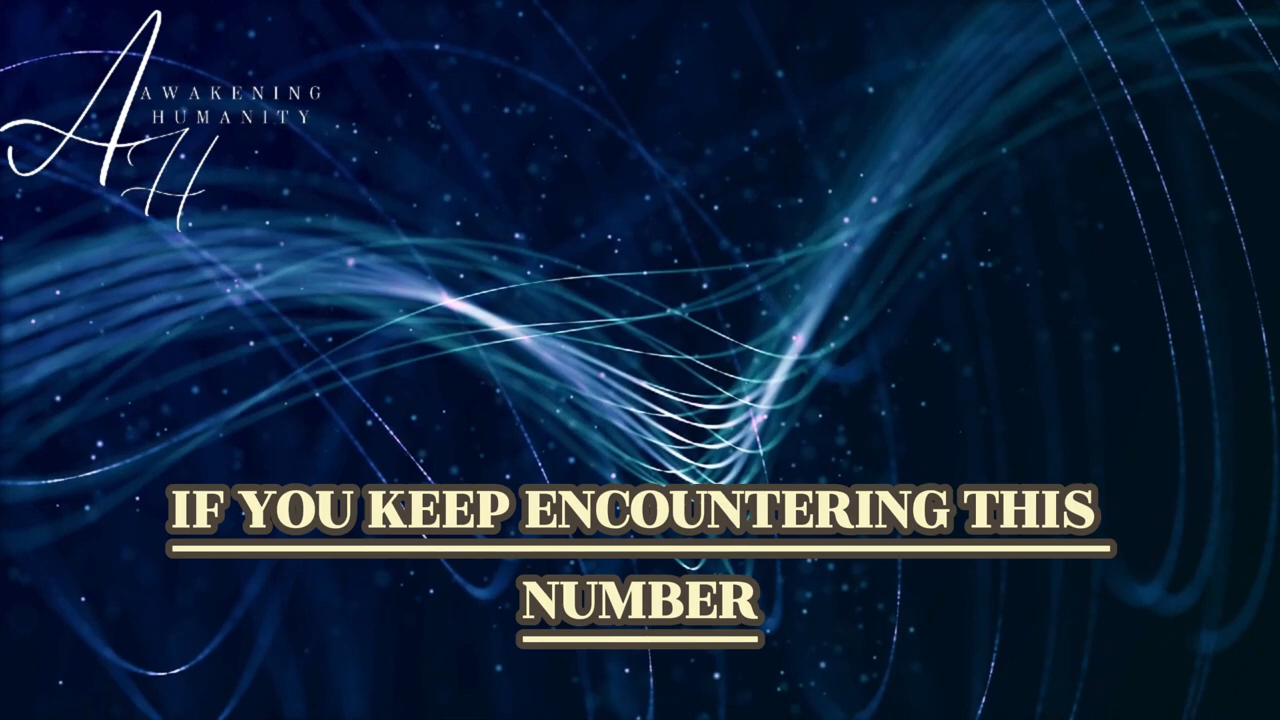 AWAKENING
HUMANITY
AH
IF YOU KEEP ENCOUNTERING THIS
NUMBER